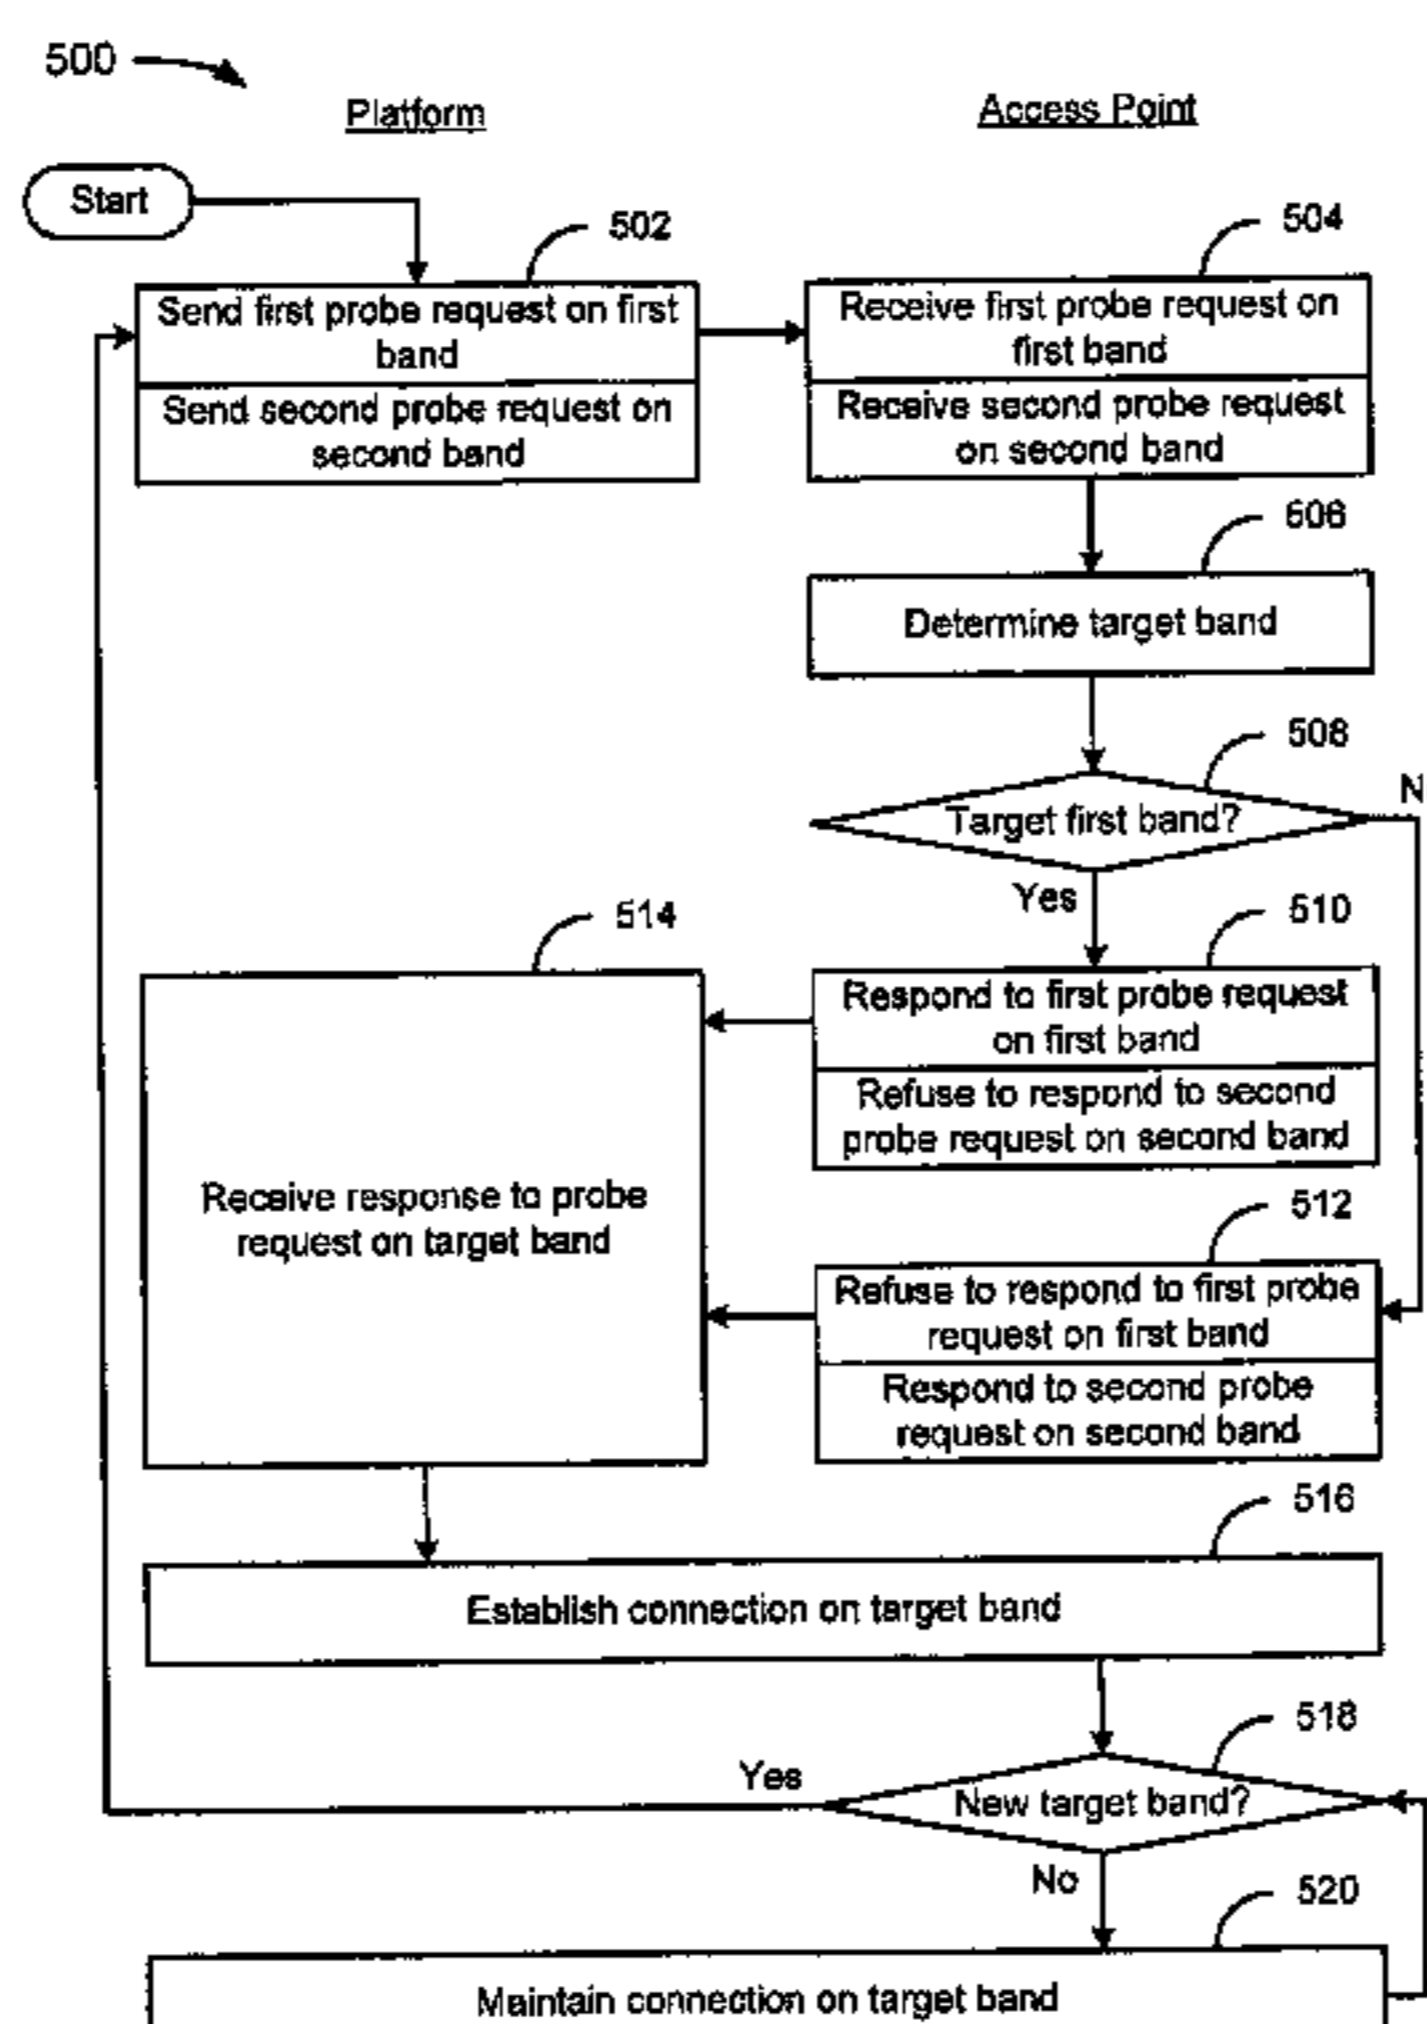 500
Platform
Access Point
Start
502
504
Send first probe request on first
band
Send second probe request on
second band
Receive first probe request on
first band
Receive second probe request
on second band
506
Determine target band
508
Target first band?
N
Yes
510
514
Respond to first probe request
on first band
Refuse to respond to second
probe request on second band
Receive response to probe
request on target band
512
Refuse to respond to first probe
request on first band
Respond to second probe
request on second band
516
Establish connection on target band
518
Yes
New target band?
No
520
Maintain connection on target band